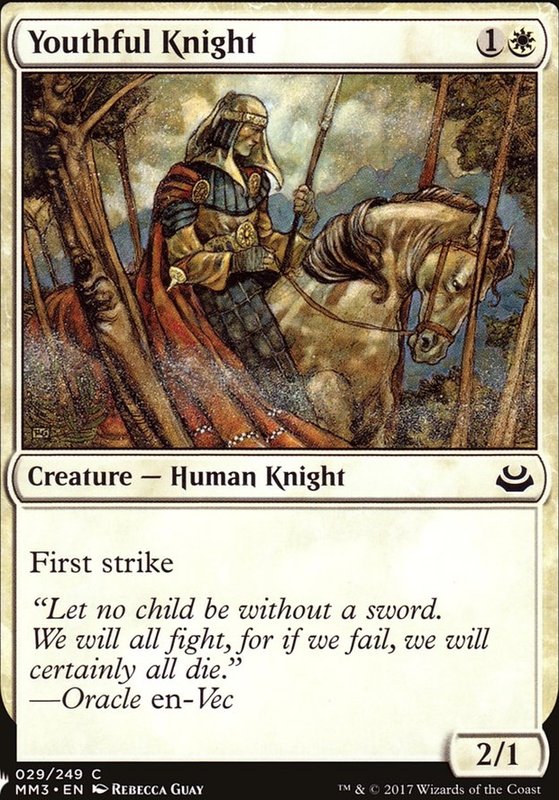 Youthful Knight 1
Creature — Human Knight
First strike
“Let no child be without a sword.
We will all fight, for if we fail, we will
certainly all die.”
—Oracle en-Vec
2/1
029/249 C
MM3 • EN Rebecca Guay
™ & © 2017 Wizards of the Coast